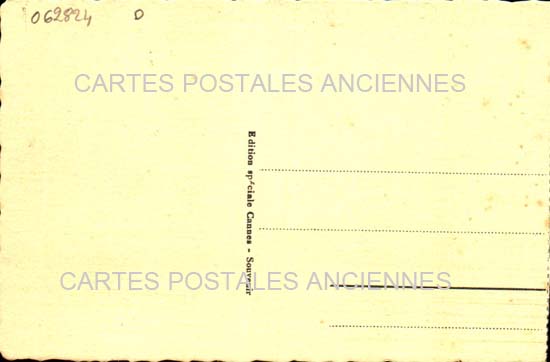 062824 D
CARTES POSTALES ANCIENNES
Edition spéciale Cannes - Souvenir
CARTES POSTALES ANCIENNES